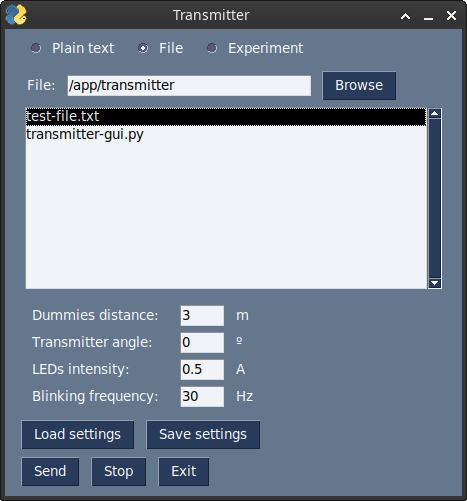 Transmitter
Plain text File Experiment
File: /app/transmitter Browse
test-file.txt
transmitter-gui.py
Dummies distance: 3 m
Transmitter angle: 0 º
LEDs intensity: 0.5 A
Blinking frequency: 30 Hz
Load settings Save settings
Send Stop Exit